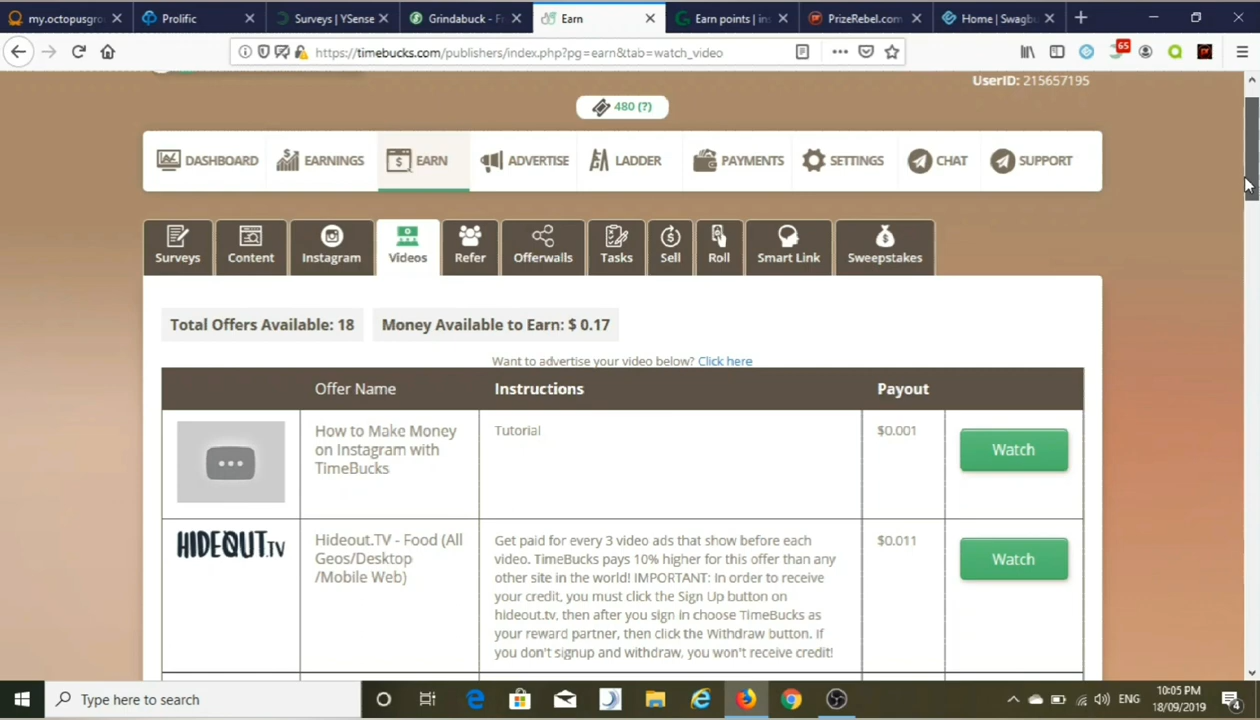 my.octopusgro
Prolific
Surveys | YSense
Grindabuck - F
Earn
Earn points | in
PrizeRebel.com
Home | Swagbu
https://timebucks.com/publishers/index.php?pg=earn&tab=watch_video
65
UserID: 215657195
480 (?)
DASHBOARD
EARNINGS
EARN
ADVERTISE
LADDER
PAYMENTS
SETTINGS
CHAT
SUPPORT
Surveys
Content
Instagram
Videos
Refer
Offerwalls
Tasks
Sell
Roll
Smart Link
Sweepstakes
Total Offers Available: 18
Money Available to Earn: $ 0.17
Want to advertise your video below? Click here
Offer Name
Instructions
Payout
How to Make Money
on Instagram with
TimeBucks
Tutorial
$0.001
Watch
HIDEOUT.TV
Hideout.TV - Food (All
Geos/Desktop
/Mobile Web)
Get paid for every 3 video ads that show before each
video. TimeBucks pays 10% higher for this offer than any
other site in the world! IMPORTANT: In order to receive
your credit, you must click the Sign Up button on
hideout.tv, then after you sign in choose TimeBucks as
your reward partner, then click the Withdraw button. If
you don't signup and withdraw, you won't receive credit!
$0.011
Watch
Type here to search
ENG
10:05 PM
18/09/2019
4